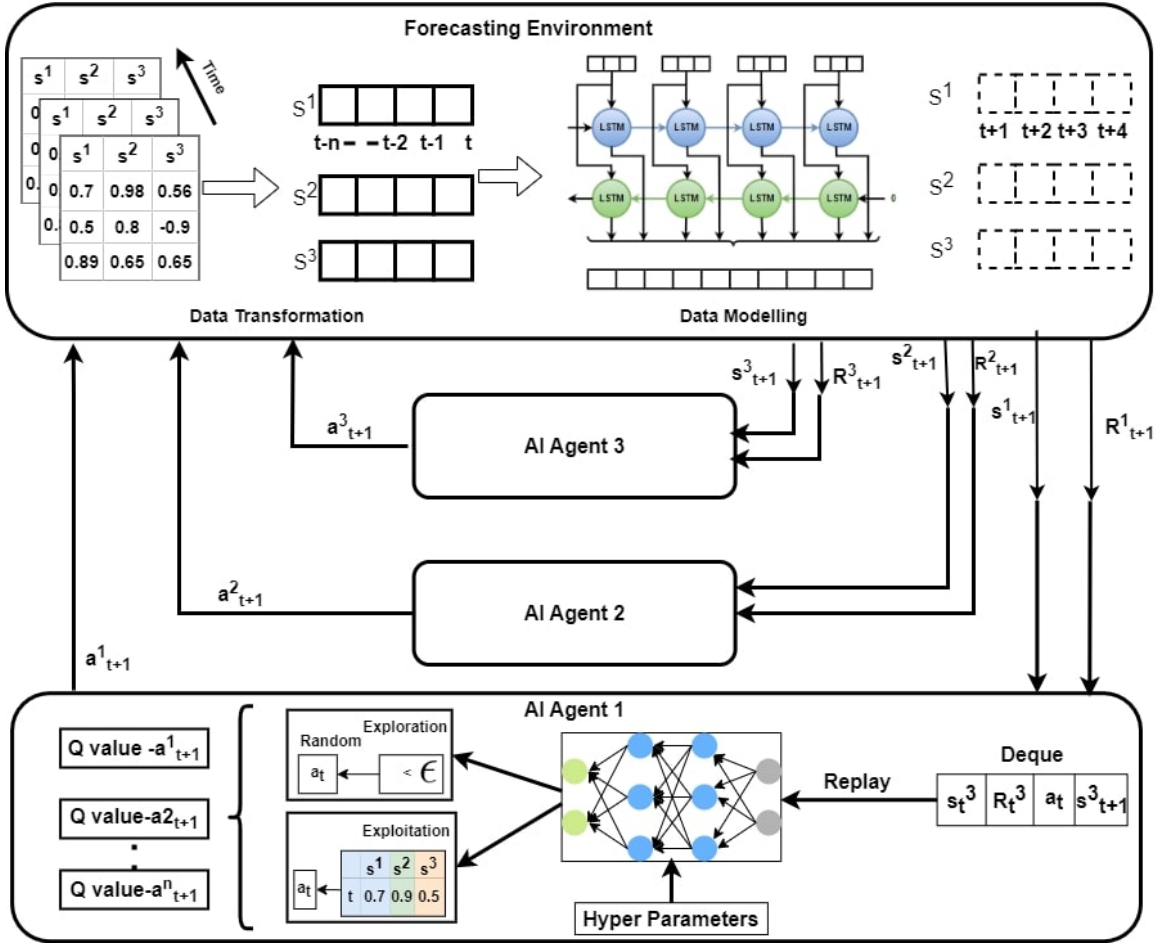 Forecasting Environment
s¹ s² s³
0
s¹ s² s³
0.
0.
0.
s¹ s² s³
0.7 0.98 0.56
0.5 0.8 -0.9
0.89 0.65 0.65
Time
S¹
t-n t-2 t-1 t
S²
S³
LSTM LSTM LSTM LSTM
LSTM LSTM LSTM LSTM 0
S¹
t+1 t+2 t+3 t+4
S²
S³
Data Transformation
Data Modelling
s³t+1
R³t+1
s²t+1
R²t+1
s¹t+1
R¹t+1
a³t+1
AI Agent 3
a²t+1
AI Agent 2
a¹t+1
AI Agent 1
Q value -a¹t+1
Q value-a2t+1
Q value-aⁿt+1
Exploration
Random
at
< ϵ
Exploitation
s¹ s² s³
at
t 0.7 0.9 0.5
Hyper Parameters
Replay
Deque
st³ Rt³ at s³t+1